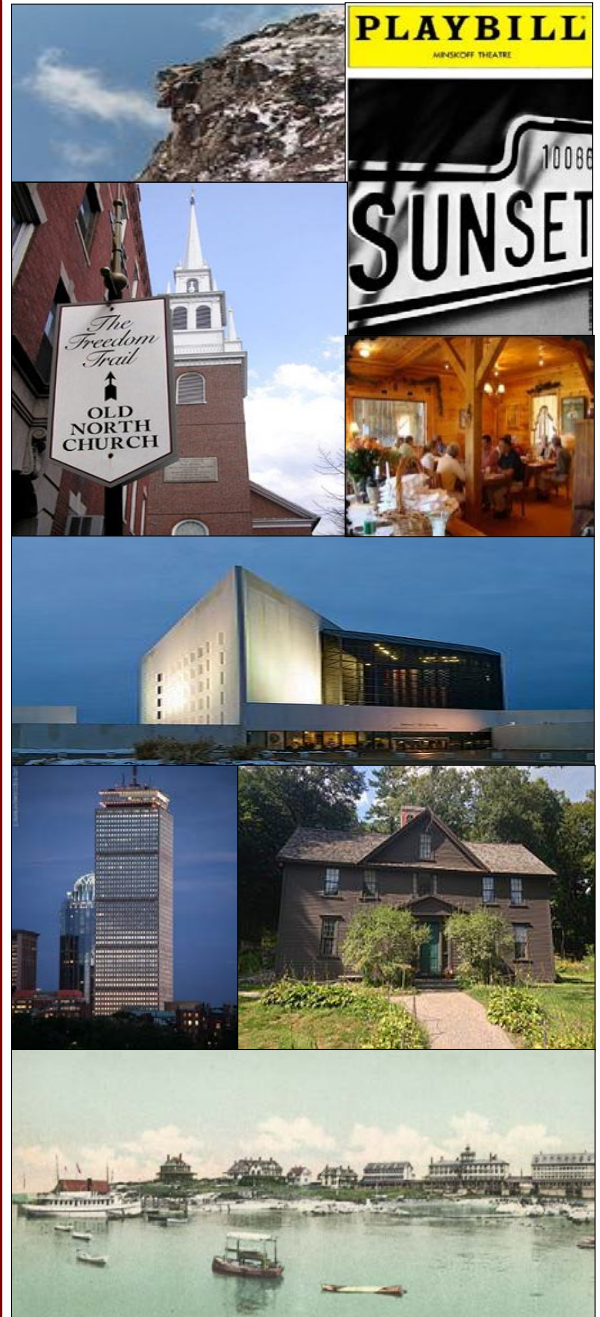 PLAYBILL
MINSKOFF THEATRE
10086
SUNSET
The
Freedom
Trail
OLD
NORTH
CHURCH